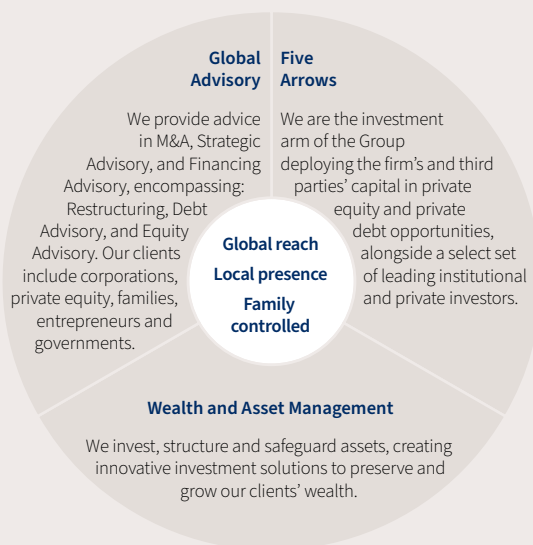 Global
Advisory
We provide advice
in M&A, Strategic
Advisory, and Financing
Advisory, encompassing:
Restructuring, Debt
Advisory, and Equity
Advisory. Our clients
include corporations,
private equity, families,
entrepreneurs and
governments.
Five
Arrows
We are the investment
arm of the Group
deploying the firm's and third
parties' capital in private
equity and private
debt opportunities,
alongside a select set
of leading institutional
and private investors.
Global reach
Local presence
Family
controlled
Wealth and Asset Management
We invest, structure and safeguard assets, creating
innovative investment solutions to preserve and
grow our clients' wealth.